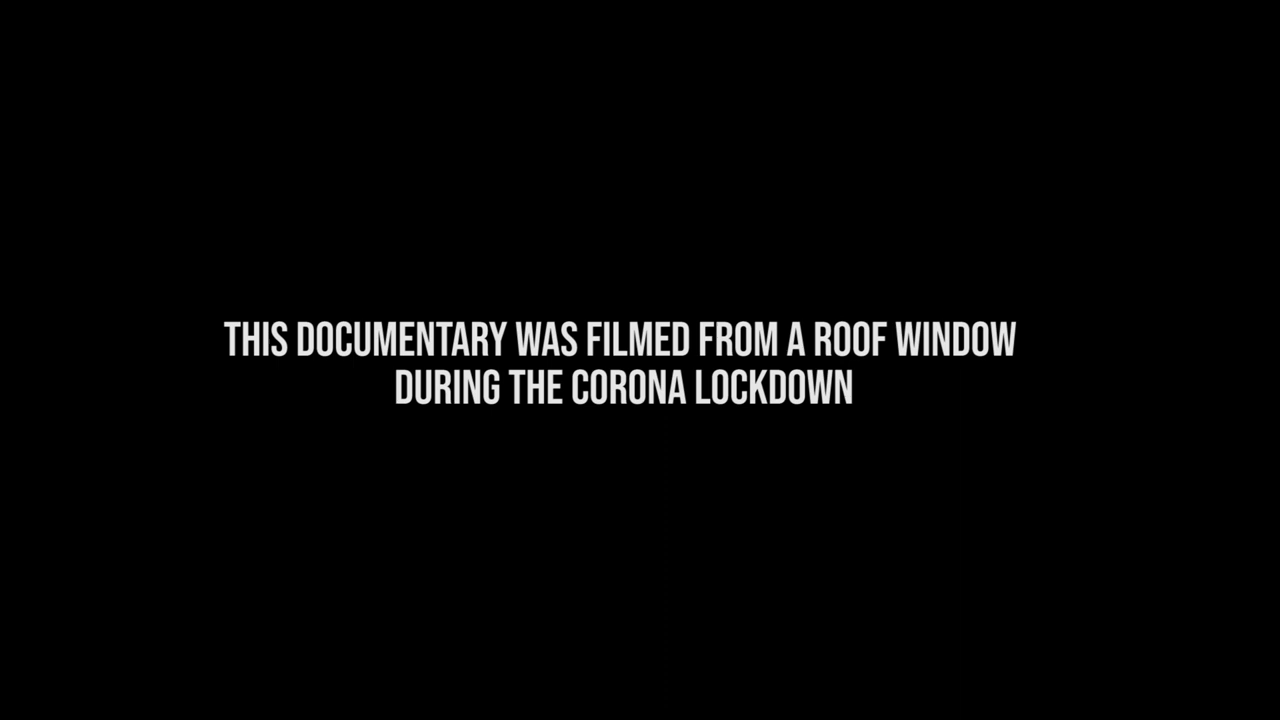 THIS DOCUMENTARY WAS FILMED FROM A ROOF WINDOW
DURING THE CORONA LOCKDOWN